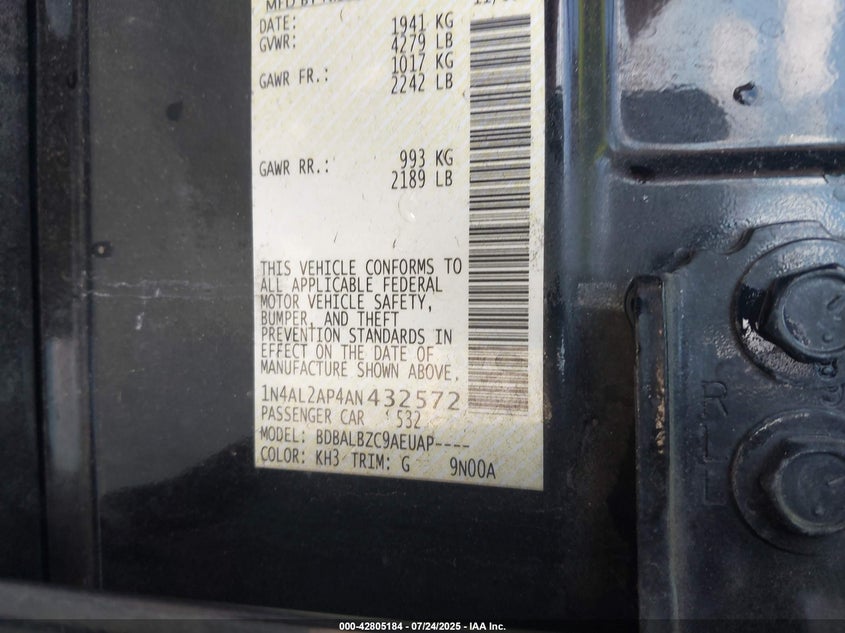 MFD BY
DATE:
GVWR:
1941 KG
4279 LB
GAWR FR.:
1017 KG
2242 LB
GAWR RR.:
993 KG
2189 LB
THIS VEHICLE CONFORMS TO
ALL APPLICABLE FEDERAL
MOTOR VEHICLE SAFETY,
BUMPER, AND THEFT
PREVENTION STANDARDS IN
EFFECT ON THE DATE OF
MANUFACTURE SHOWN ABOVE.
1N4AL2AP4AN432572
PASSENGER CAR 532
MODEL: BDBALBZC9AEUAP----
COLOR: KH3 TRIM: G 9N00A
000-42805184 / 07/24/2025 - IAA Inc.